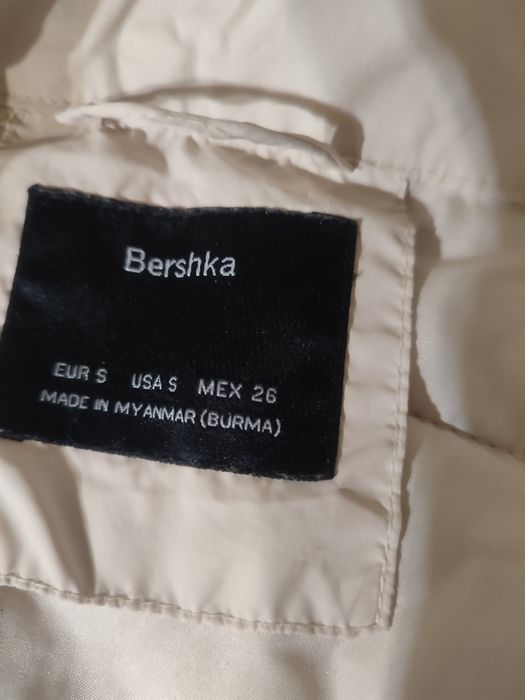 Bershka
EUR S USA S MEX 26
MADE IN MYANMAR (BURMA)